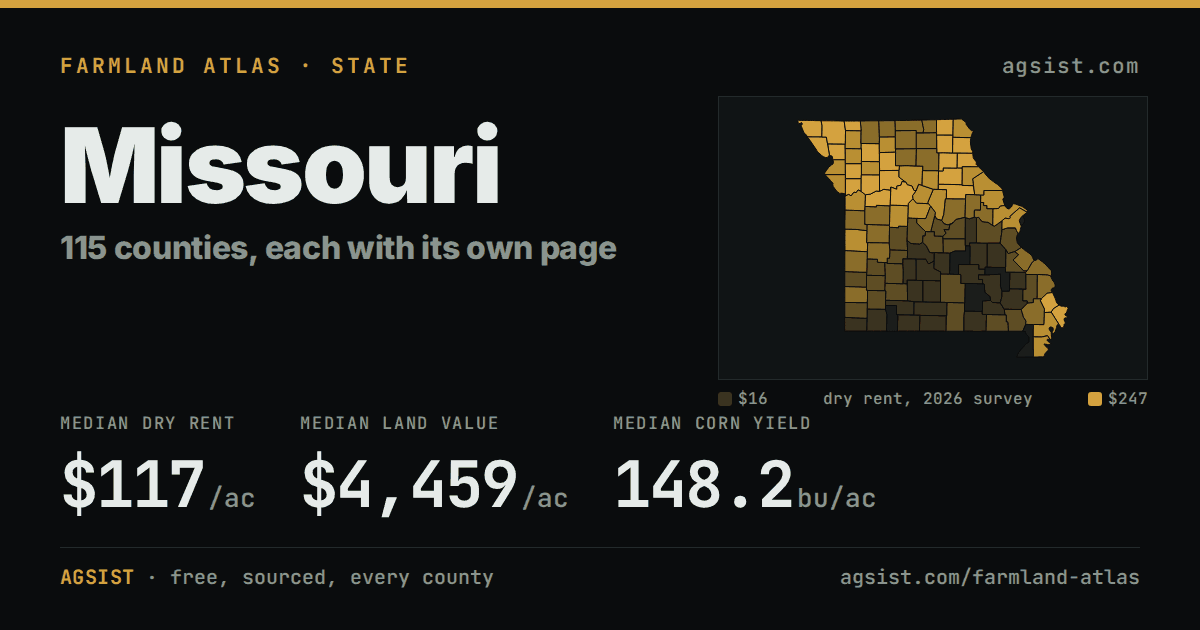 FARMLAND ATLAS · STATE
agsist.com
Missouri
115 counties, each with its own page
$16 dry rent, 2026 survey $247
MEDIAN DRY RENT MEDIAN LAND VALUE MEDIAN CORN YIELD
$117/ac $4,459/ac 148.2bu/ac
AGSIST · free, sourced, every county
agsist.com/farmland-atlas